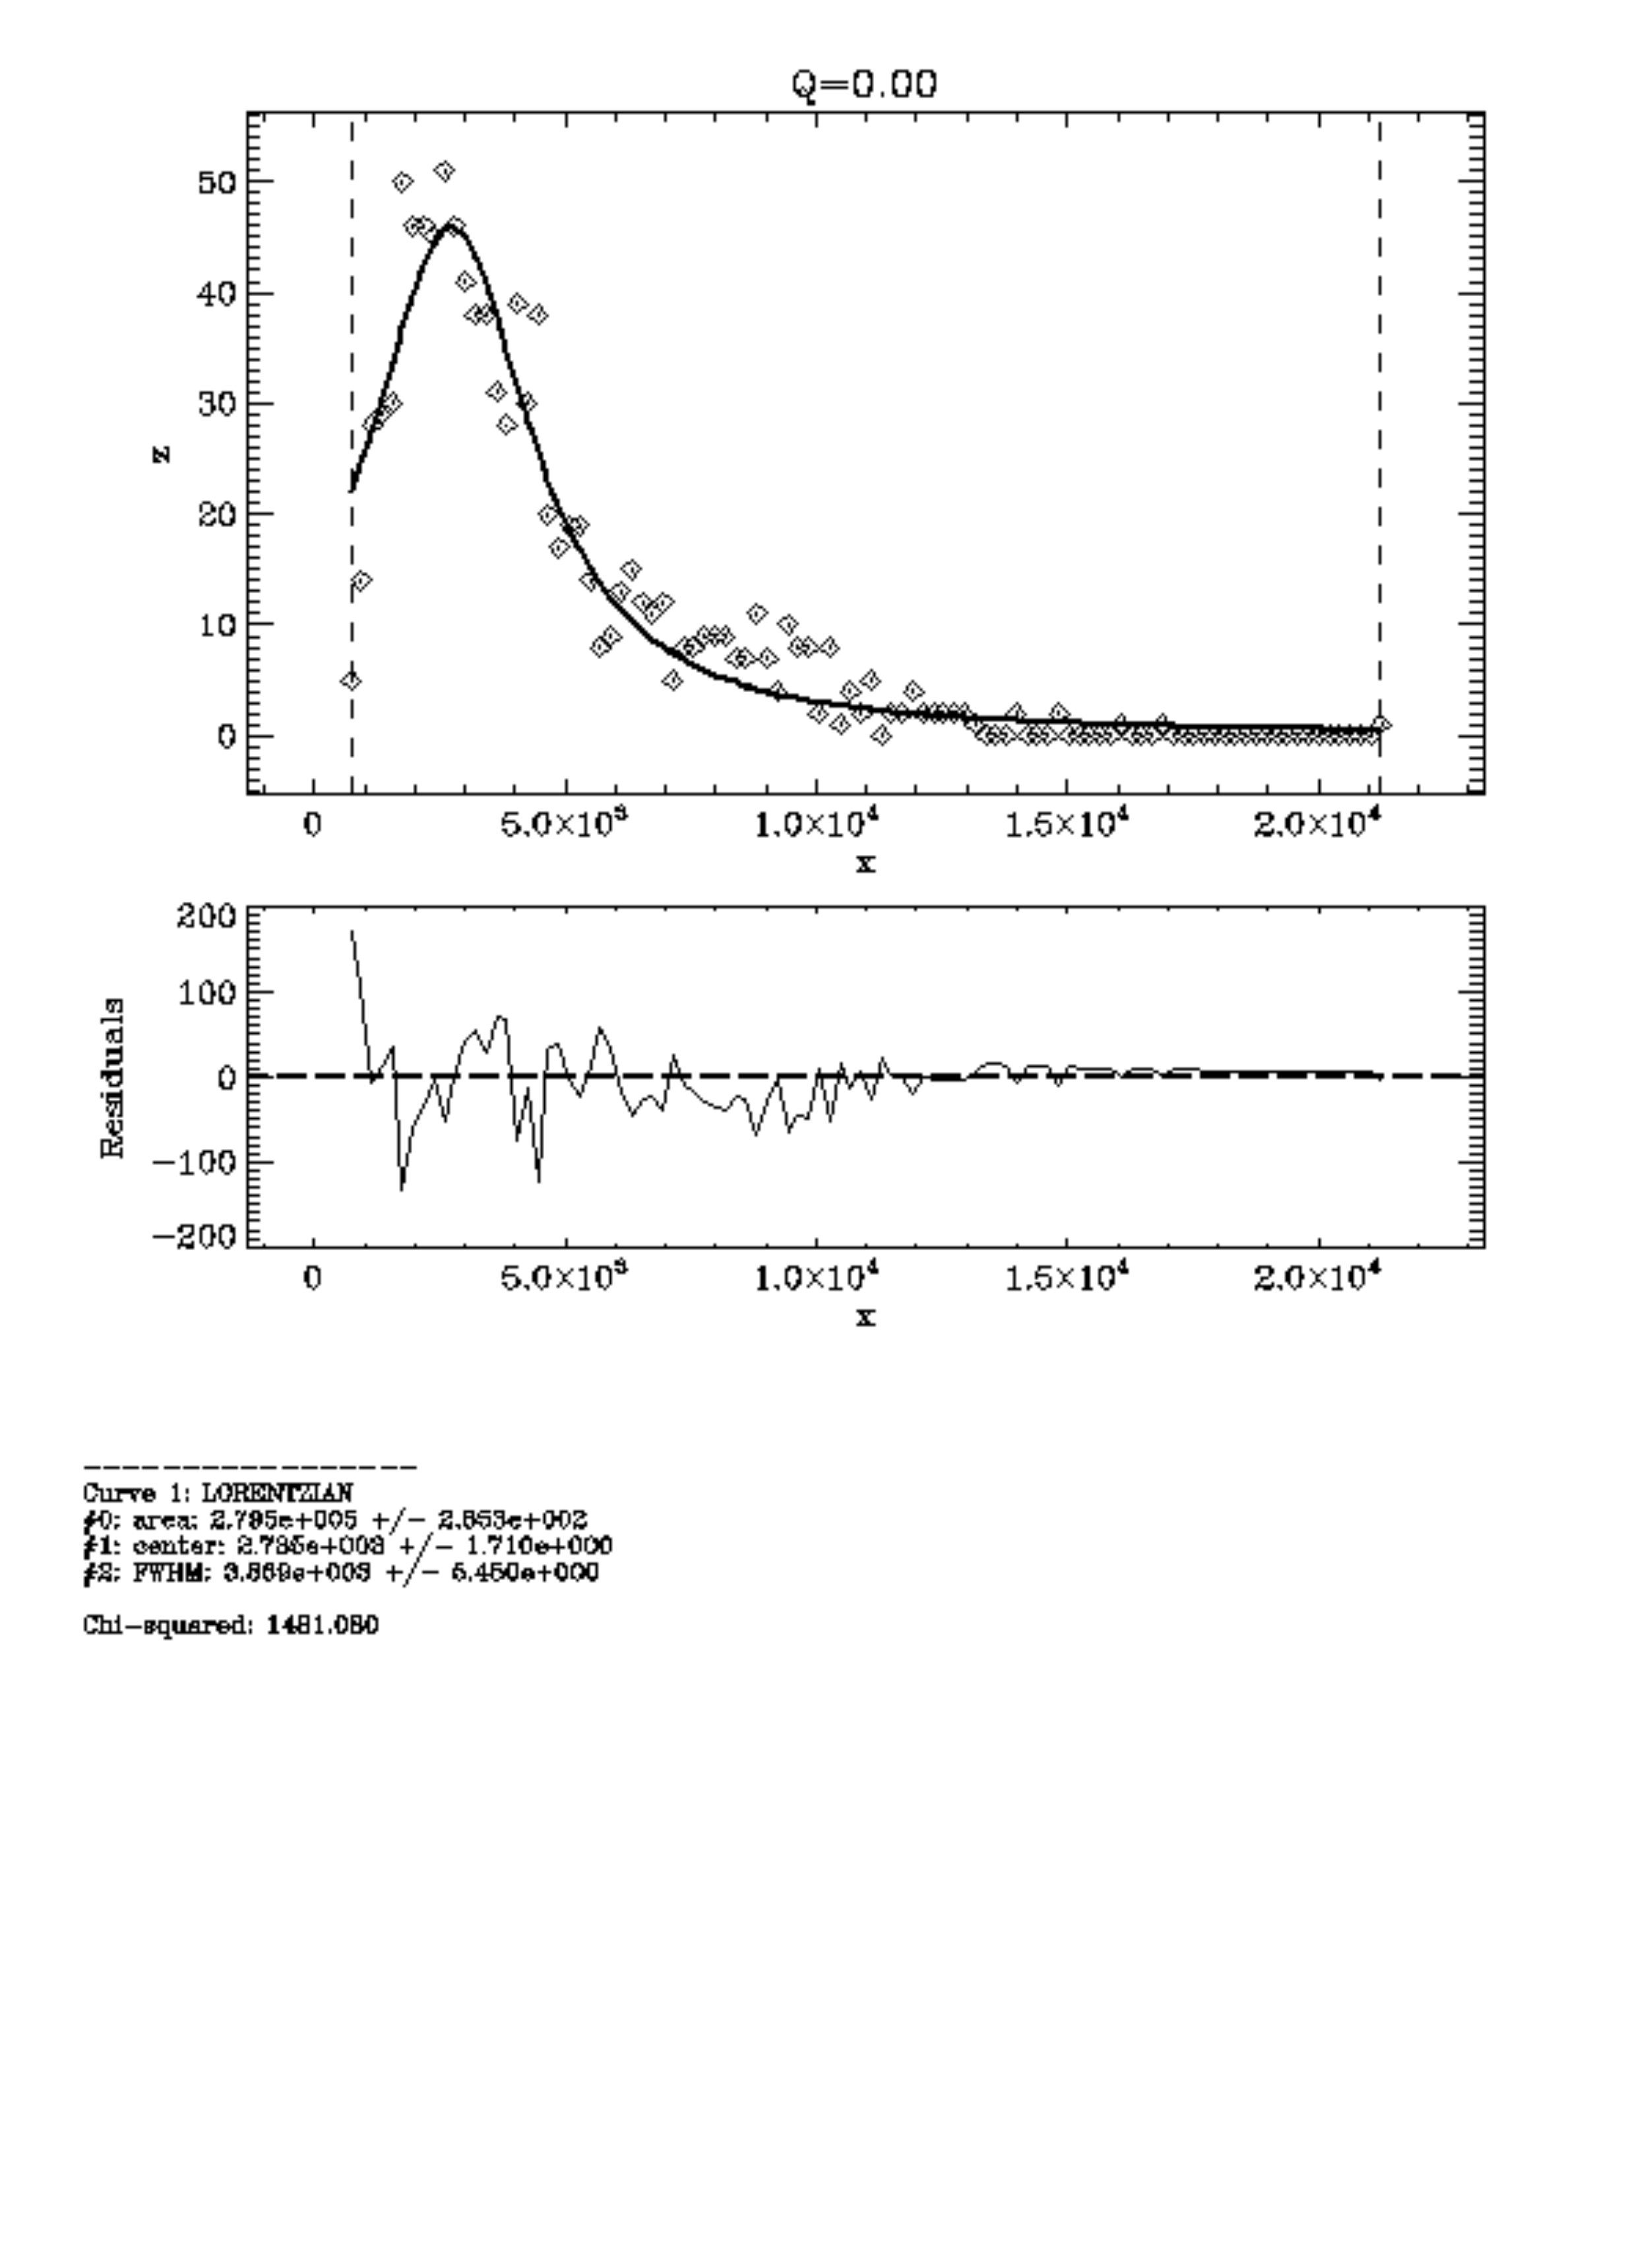 Q=0.00
50
40
30
20
10
0
z
0 5.0×10³ 1.0×10⁴ 1.5×10⁴ 2.0×10⁴
x
200
100
0
−100
−200
Residuals
0 5.0×10³ 1.0×10⁴ 1.5×10⁴ 2.0×10⁴
x
Curve 1: LORENTZIAN
#0: area: 2.795e+005 +/− 2.653e+002
#1: center: 2.735e+003 +/− 1.710e+000
#2: FWHM: 3.869e+003 +/− 5.450e+000
Chi−squared: 1481.080